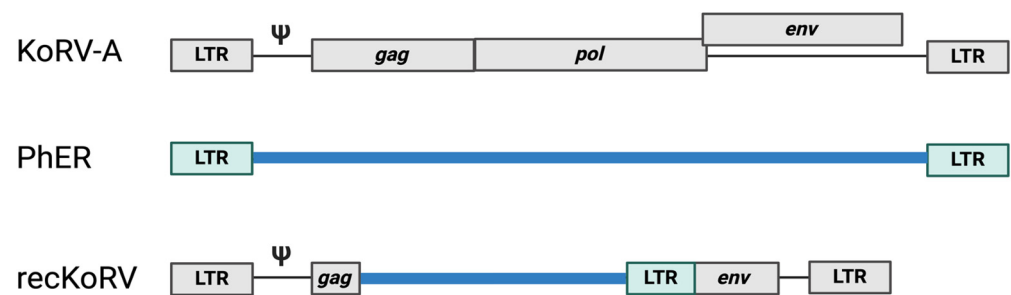 ψ
KoRV-A LTR gag pol env LTR
PhER LTR LTR
ψ
recKoRV LTR gag LTR env LTR